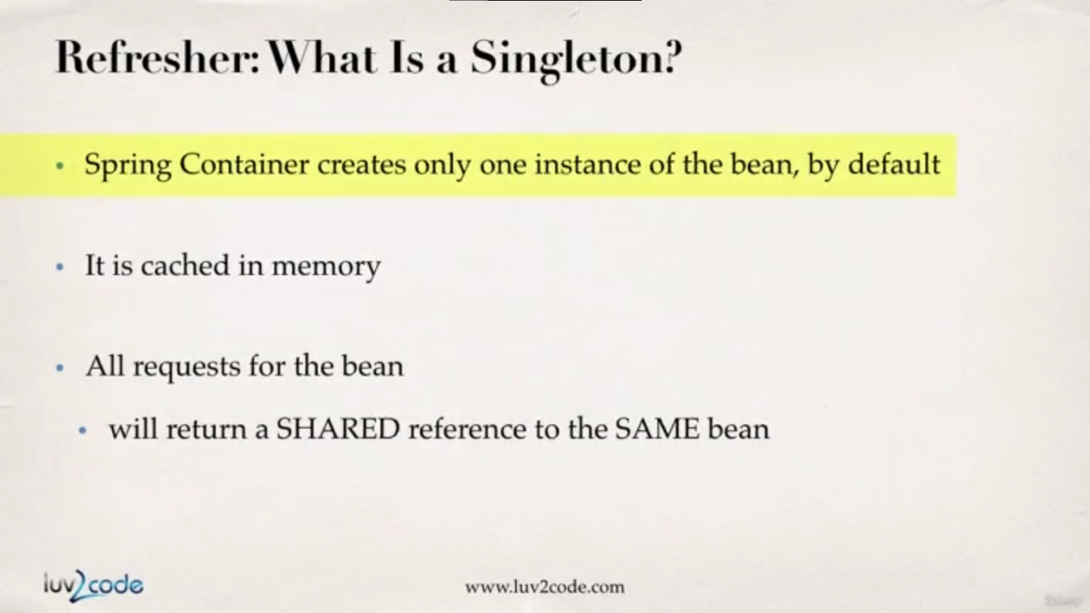 Refresher: What Is a Singleton?
• Spring Container creates only one instance of the bean, by default
• It is cached in memory
• All requests for the bean
• will return a SHARED reference to the SAME bean
luv2code
www.luv2code.com